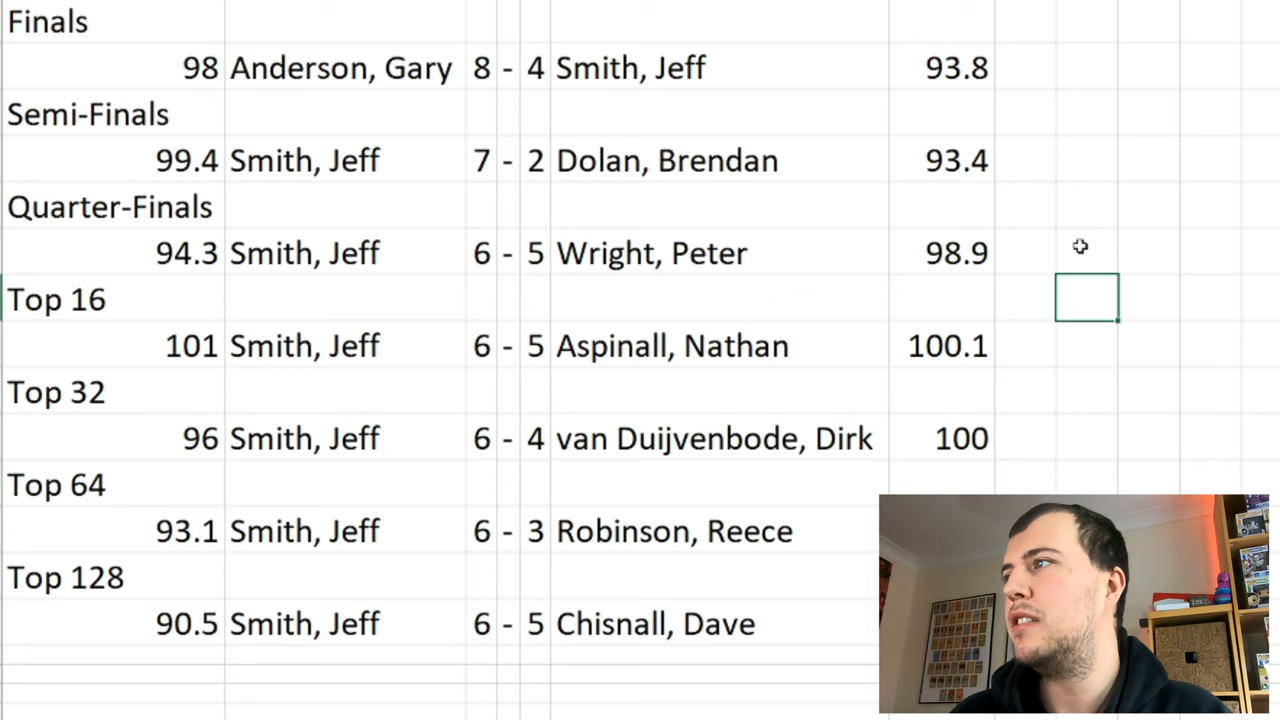 Finals
98 Anderson, Gary 8 - 4 Smith, Jeff 93.8
Semi-Finals
99.4 Smith, Jeff 7 - 2 Dolan, Brendan 93.4
Quarter-Finals
94.3 Smith, Jeff 6 - 5 Wright, Peter 98.9
Top 16
101 Smith, Jeff 6 - 5 Aspinall, Nathan 100.1
Top 32
96 Smith, Jeff 6 - 4 van Duijvenbode, Dirk 100
Top 64
93.1 Smith, Jeff 6 - 3 Robinson, Reece
Top 128
90.5 Smith, Jeff 6 - 5 Chisnall, Dave